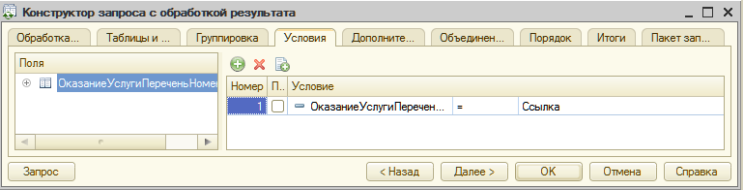 Конструктор запроса с обработкой результата
Обработка... Таблицы и ... Группировка Условия Дополните... Объединен... Порядок Итоги Пакет зап...
Поля
ОказаниеУслугиПереченьНомен
Номер П.. Условие
1 ОказаниеУслугиПеречен... = Ссылка
Запрос < Назад Далее > OK Отмена Справка